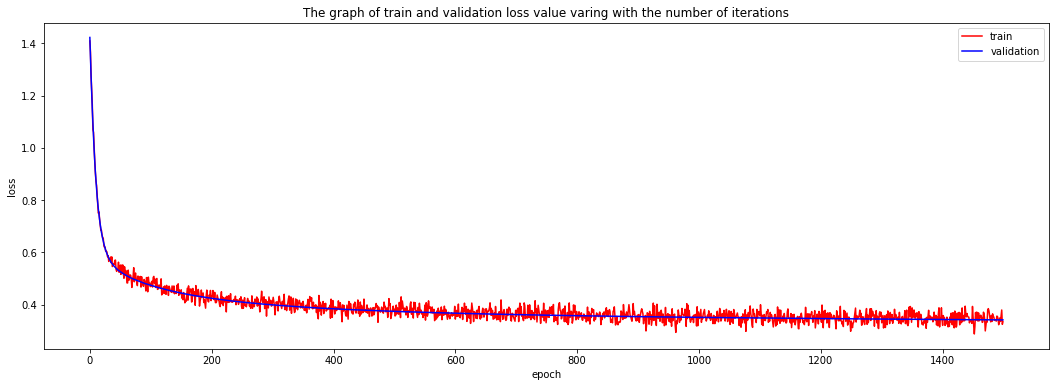 The graph of train and validation loss value varing with the number of iterations
train
validation
1.4
1.2
1.0
0.8
0.6
0.4
loss
0 200 400 600 800 1000 1200 1400
epoch